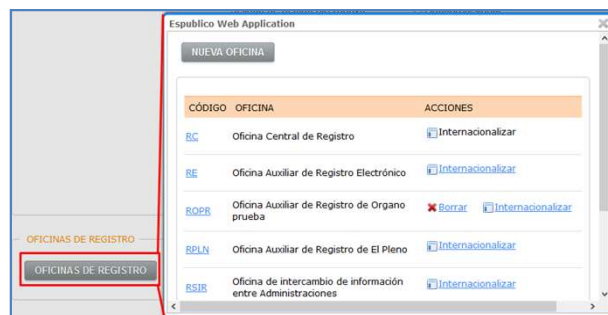 Espublico Web Application
NUEVA OFICINA
CÓDIGO OFICINA ACCIONES
RC Oficina Central de Registro Internacionalizar
RE Oficina Auxiliar de Registro Electrónico Internacionalizar
ROPR Oficina Auxiliar de Registro de Organo Borrar Internacionalizar
prueba
RPLN Oficina Auxiliar de Registro de El Pleno Internacionalizar
RSIR Oficina de intercambio de información Internacionalizar
entre Administraciones
OFICINAS DE REGISTRO
OFICINAS DE REGISTRO